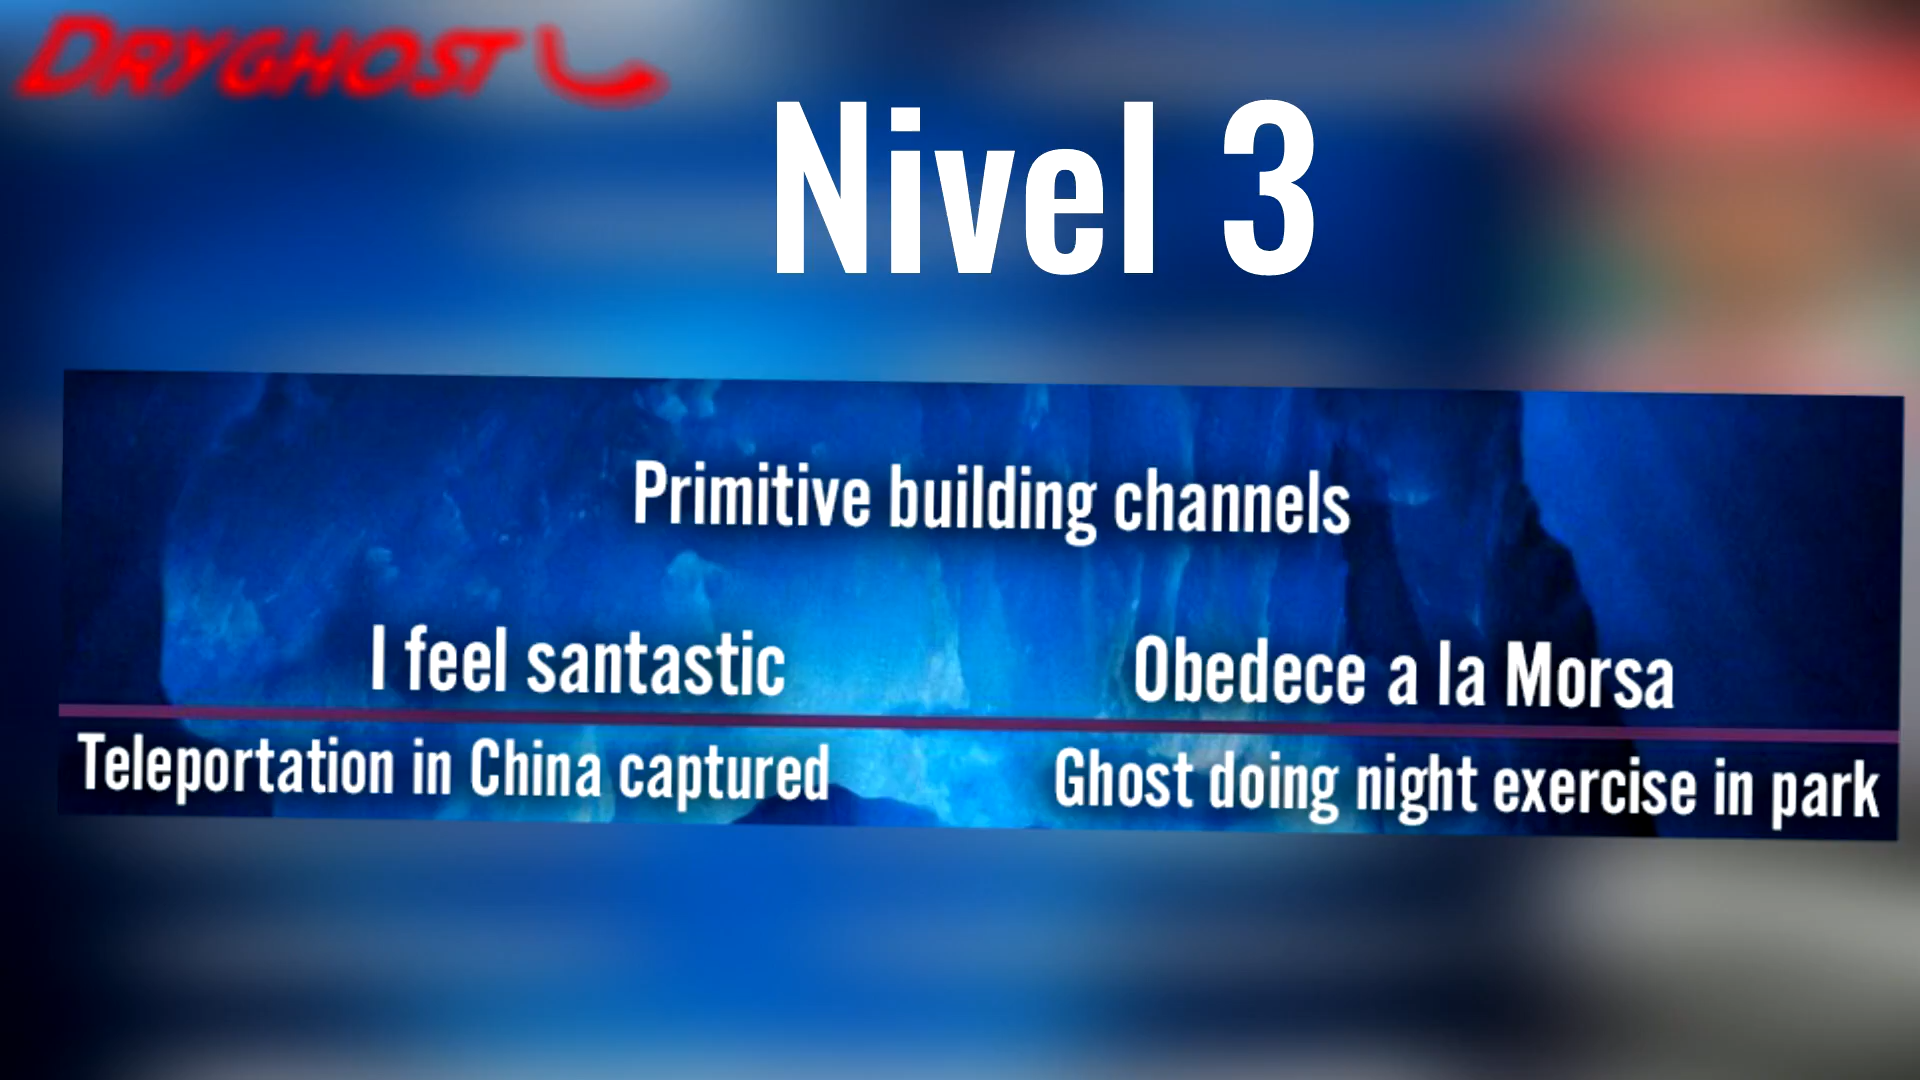 DRYGHOST
Nivel 3
Primitive building channels
I feel santastic
Obedece a la Morsa
Teleportation in China captured
Ghost doing night exercise in park